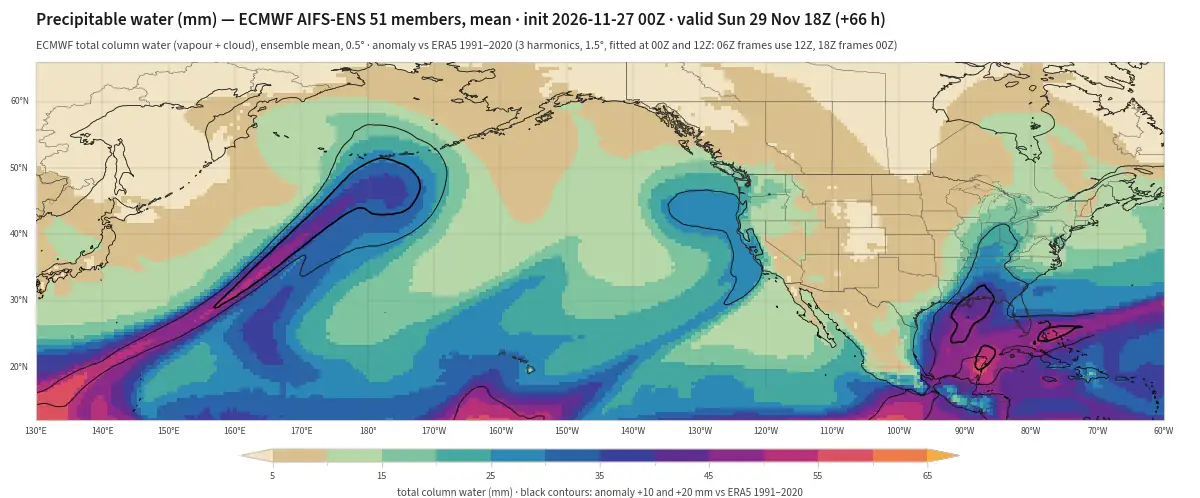 Precipitable water (mm) — ECMWF AIFS-ENS 51 members, mean · init 2026-11-27 00Z · valid Sun 29 Nov 18Z (+66 h)
ECMWF total column water (vapour + cloud), ensemble mean, 0.5° · anomaly vs ERA5 1991–2020 (3 harmonics, 1.5°, fitted at 00Z and 12Z: 06Z frames use 12Z, 18Z frames 00Z)
60°N
50°N
40°N
30°N
20°N
130°E 140°E 150°E 160°E 170°E 180° 170°W 160°W 150°W 140°W 130°W 120°W 110°W 100°W 90°W 80°W 70°W 60°W
5 15 25 35 45 55 65
total column water (mm) · black contours: anomaly +10 and +20 mm vs ERA5 1991–2020